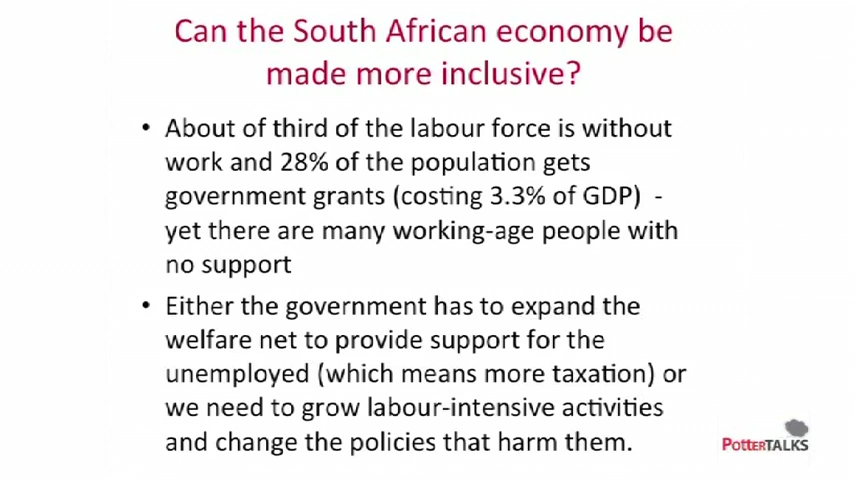 Can the South African economy be
made more inclusive?
• About of third of the labour force is without
work and 28% of the population gets
government grants (costing 3.3% of GDP) -
yet there are many working-age people with
no support
• Either the government has to expand the
welfare net to provide support for the
unemployed (which means more taxation) or
we need to grow labour-intensive activities
and change the policies that harm them.
POTTERTALKS